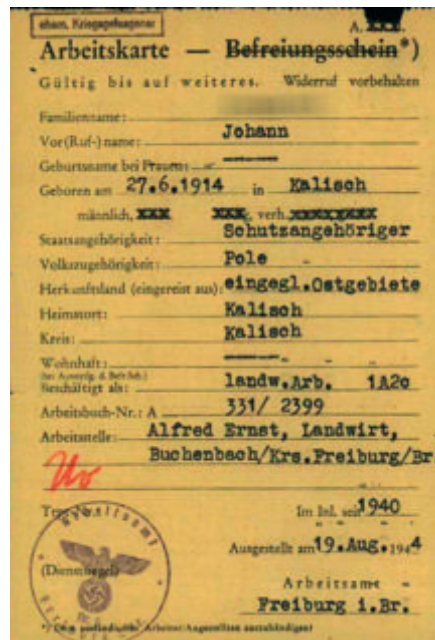 ehem. Kriegsgefangener
A. XXX.
Arbeitskarte — Befreiungsschein*)
Gültig bis auf weiteres. Widerruf vorbehalten
Familienname:
Vor(Ruf-)name: Johann
Geburtsname bei Frauen:
Geboren am 27.6.1914 in Kalisch
männlich, XXX XXX, verh. XXXXXXXX
Staatsangehörigkeit: Schutzangehöriger
Volkszugehörigkeit: Pole -
Herkunftsland (eingereist aus): eingegl.Ostgebiete
Heimatort: Kalisch
Kreis: Kalisch
Wohnhaft:
Beschäftigt als: landw.Arb. 1A2c
Arbeitsbuch-Nr.: A 331/ 2399
Arbeitsstelle: Alfred Ernst, Landwirt,
Buchenbach/Krs.Freiburg/Br
Im Inl. seit 1940
Ausgestellt am 19.Aug.1944
(Dienstsiegel)
Arbeitsamt
Freiburg i.Br.